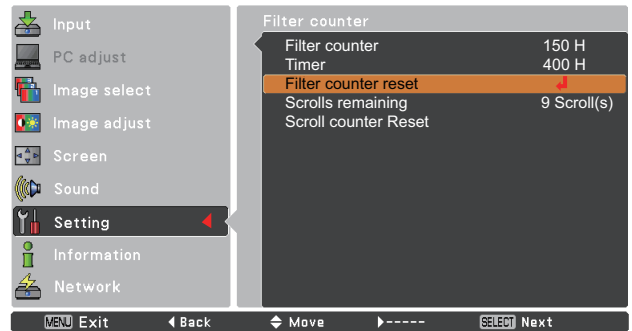 Input
PC adjust
Image select
Image adjust
Screen
Sound
Setting
Information
Network
Filter counter
Filter counter 150 H
Timer 400 H
Filter counter reset
Scrolls remaining 9 Scroll(s)
Scroll counter Reset
MENU Exit Back Move ----- SELECT Next